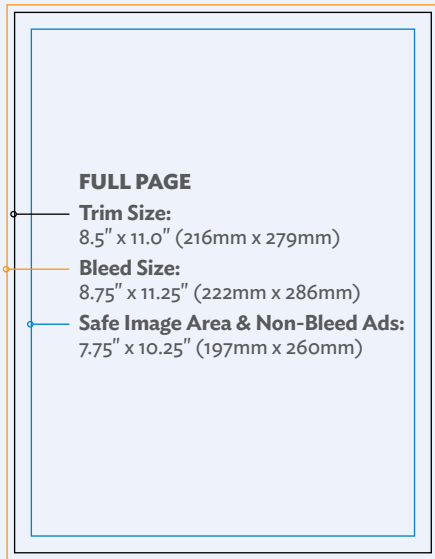 FULL PAGE
Trim Size:
8.5" x 11.0" (216mm x 279mm)
Bleed Size:
8.75" x 11.25" (222mm x 286mm)
Safe Image Area & Non-Bleed Ads:
7.75" x 10.25" (197mm x 260mm)